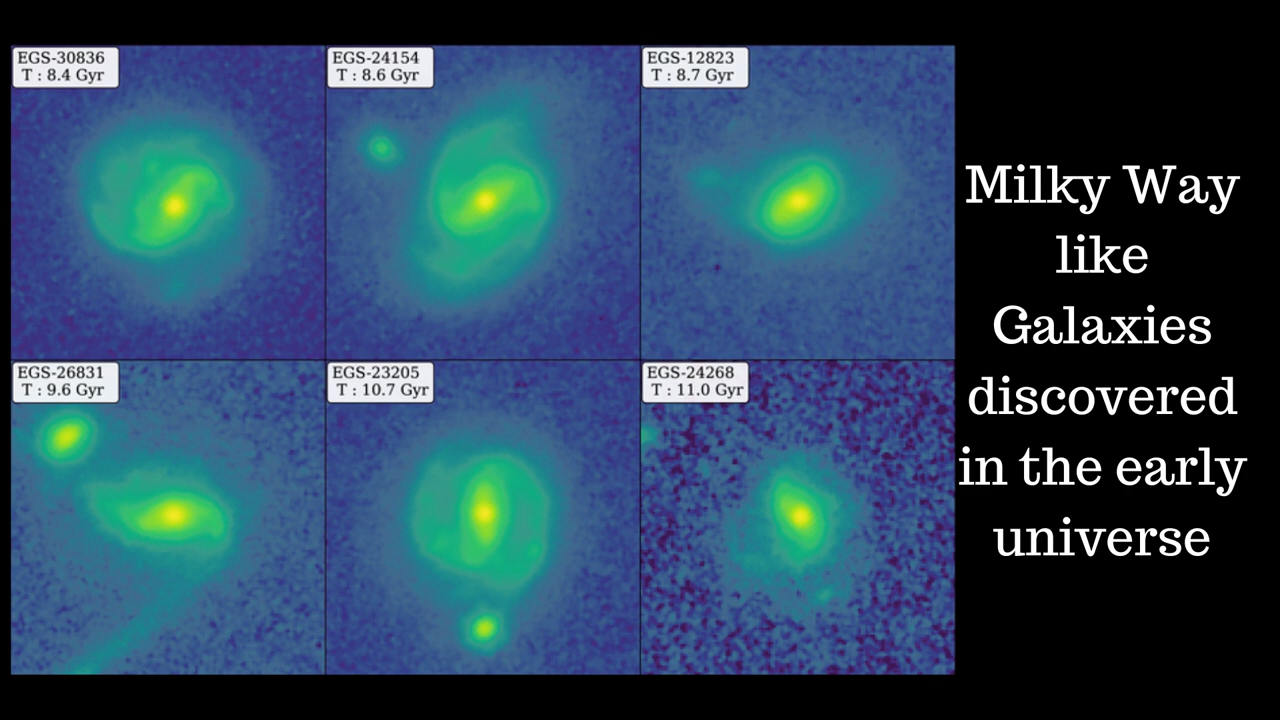 EGS-30836
T : 8.4 Gyr
EGS-24154
T : 8.6 Gyr
EGS-12823
T : 8.7 Gyr
EGS-26831
T : 9.6 Gyr
EGS-23205
T : 10.7 Gyr
EGS-24268
T : 11.0 Gyr
Milky Way
like
Galaxies
discovered
in the early
universe